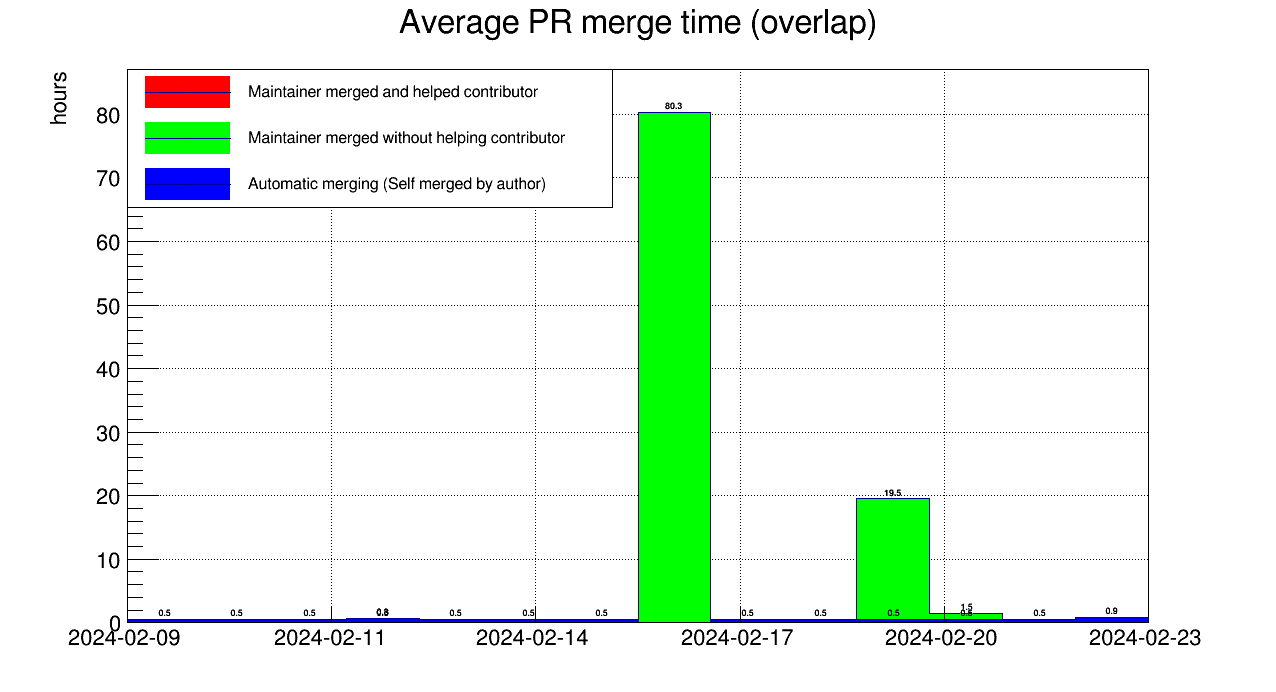 Average PR merge time (overlap)
hours
Maintainer merged and helped contributor
Maintainer merged without helping contributor
Automatic merging (Self merged by author)
80
70
60
50
40
30
20
10
0
80.3
19.5
1.5
0.5 0.5 0.5 0.5 0.5 0.5 0.5 0.5 0.5 0.5 0.9
2024-02-09 2024-02-11 2024-02-14 2024-02-17 2024-02-20 2024-02-23